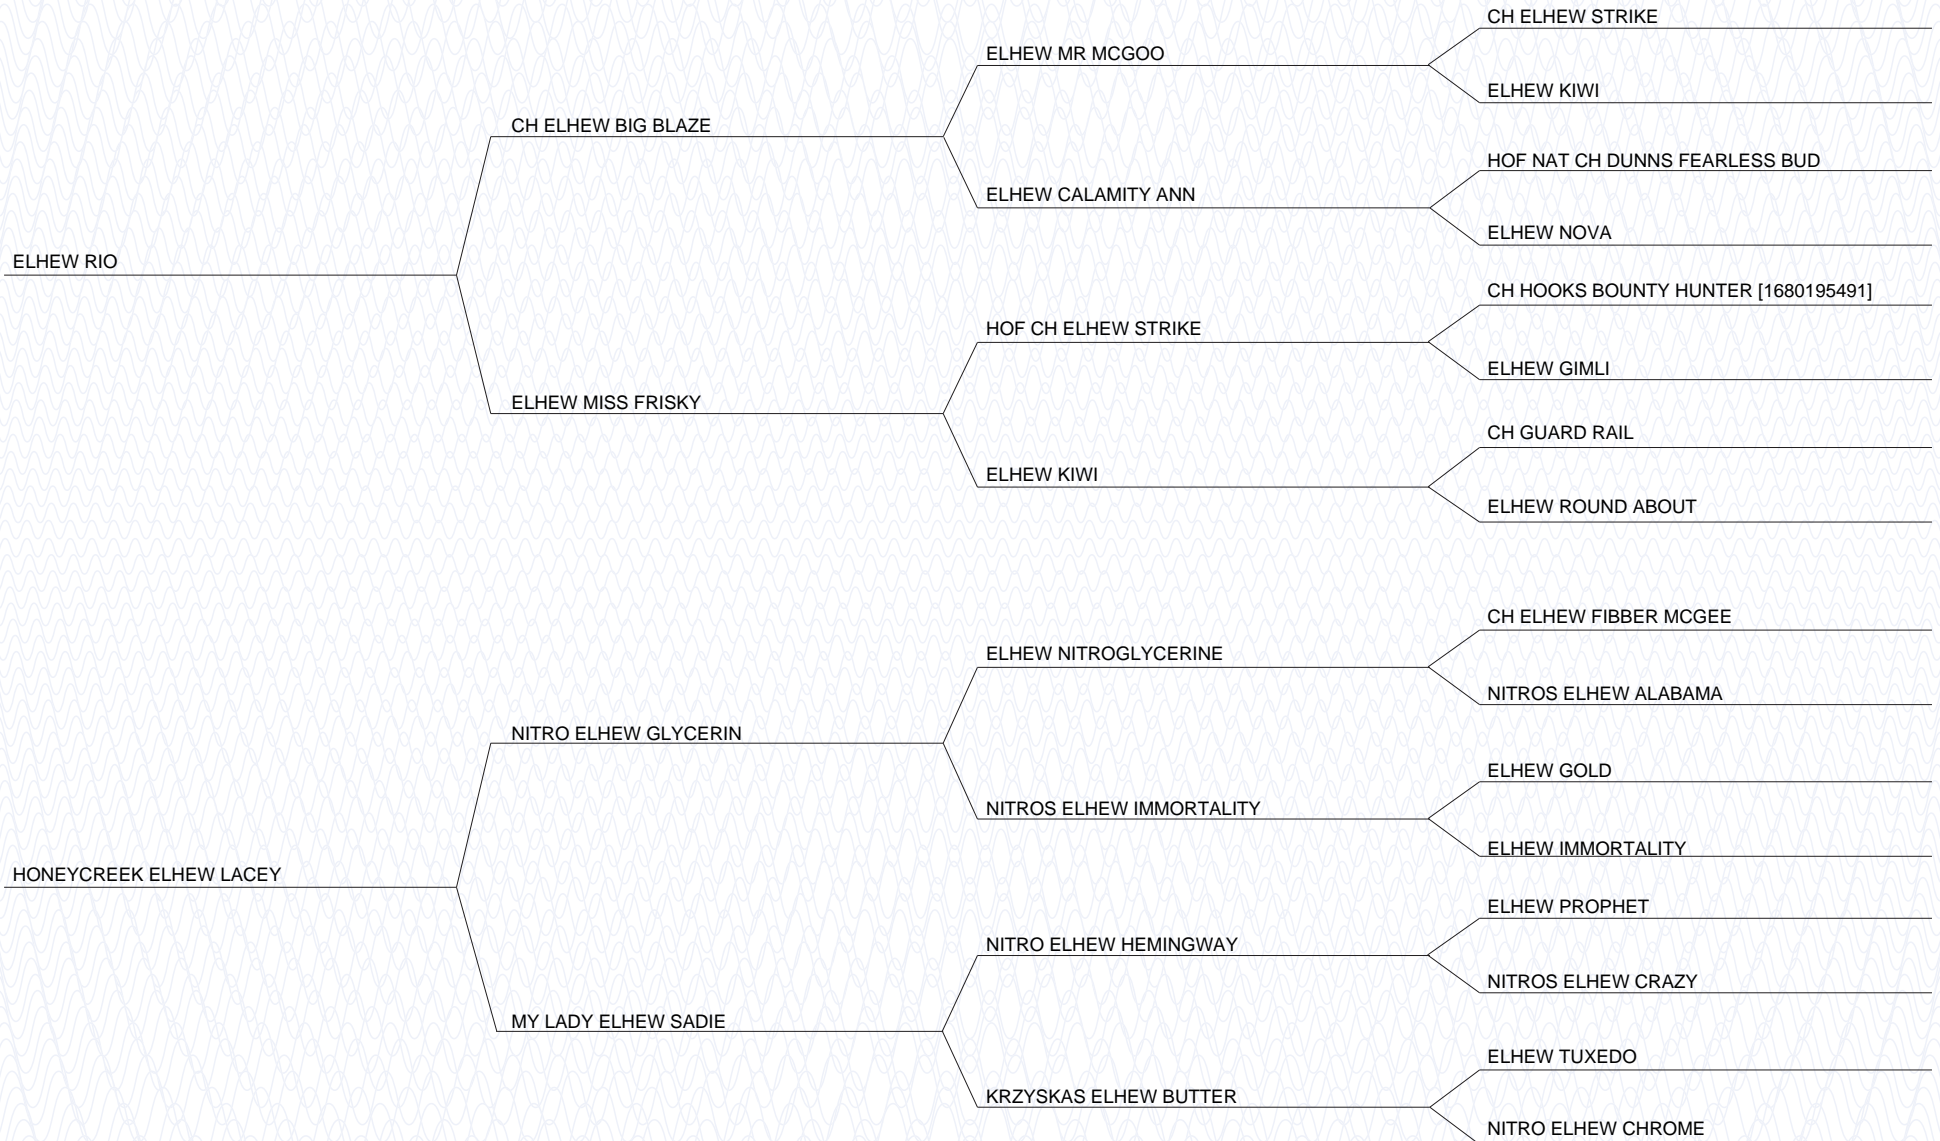 CH ELHEW STRIKE
ELHEW MR MCGOO
ELHEW KIWI
CH ELHEW BIG BLAZE
HOF NAT CH DUNNS FEARLESS BUD
ELHEW CALAMITY ANN
ELHEW NOVA
ELHEW RIO
CH HOOKS BOUNTY HUNTER [1680195491]
HOF CH ELHEW STRIKE
ELHEW GIMLI
ELHEW MISS FRISKY
CH GUARD RAIL
ELHEW KIWI
ELHEW ROUND ABOUT
CH ELHEW FIBBER MCGEE
ELHEW NITROGLYCERINE
NITROS ELHEW ALABAMA
NITRO ELHEW GLYCERIN
ELHEW GOLD
NITROS ELHEW IMMORTALITY
ELHEW IMMORTALITY
HONEYCREEK ELHEW LACEY
ELHEW PROPHET
NITRO ELHEW HEMINGWAY
NITROS ELHEW CRAZY
MY LADY ELHEW SADIE
ELHEW TUXEDO
KRZYSKAS ELHEW BUTTER
NITRO ELHEW CHROME